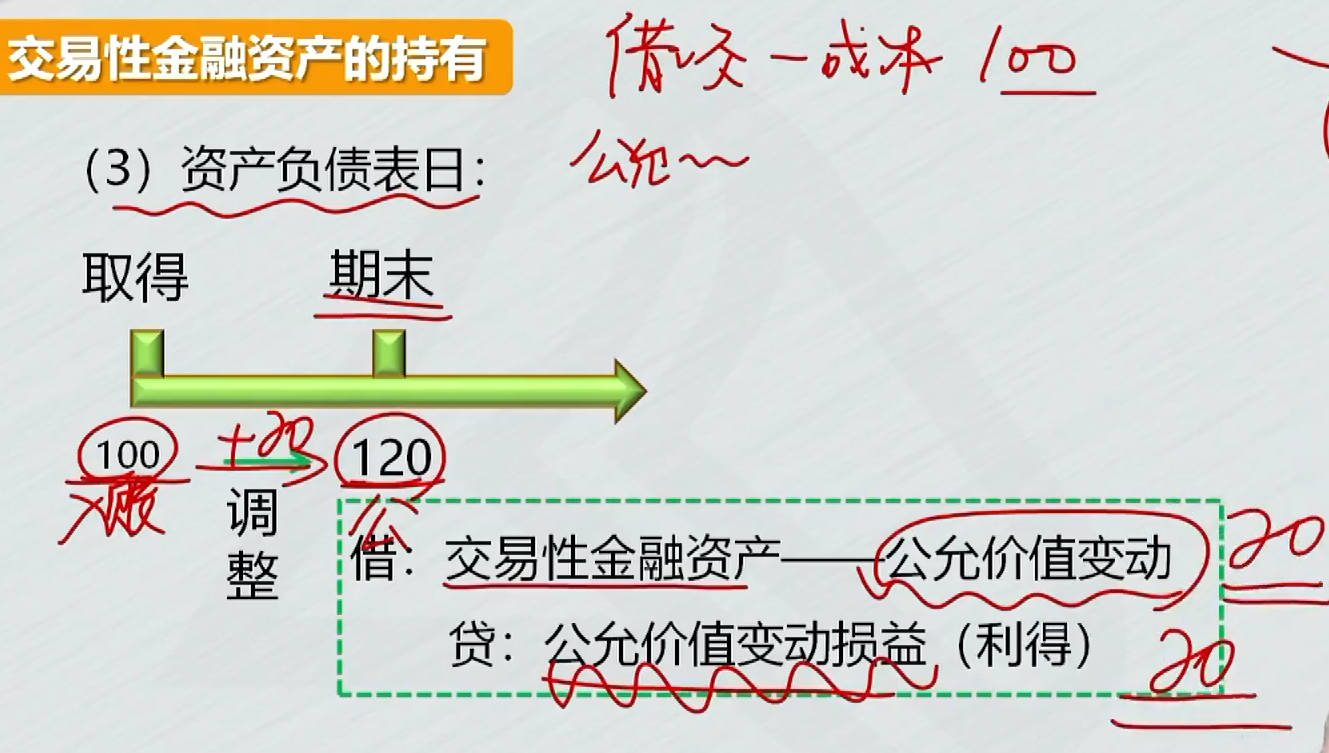 交易性金融资产的持有
借:交—成本 100
公允~~
(3)资产负债表日:
取得 期末
100 +20 120
调整
公
借:交易性金融资产——公允价值变动 20
贷:公允价值变动损益(利得) 20